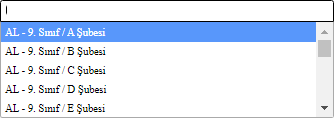 AL - 9. Sınıf / A Şubesi
AL - 9. Sınıf / B Şubesi
AL - 9. Sınıf / C Şubesi
AL - 9. Sınıf / D Şubesi
AL - 9. Sınıf / E Şubesi